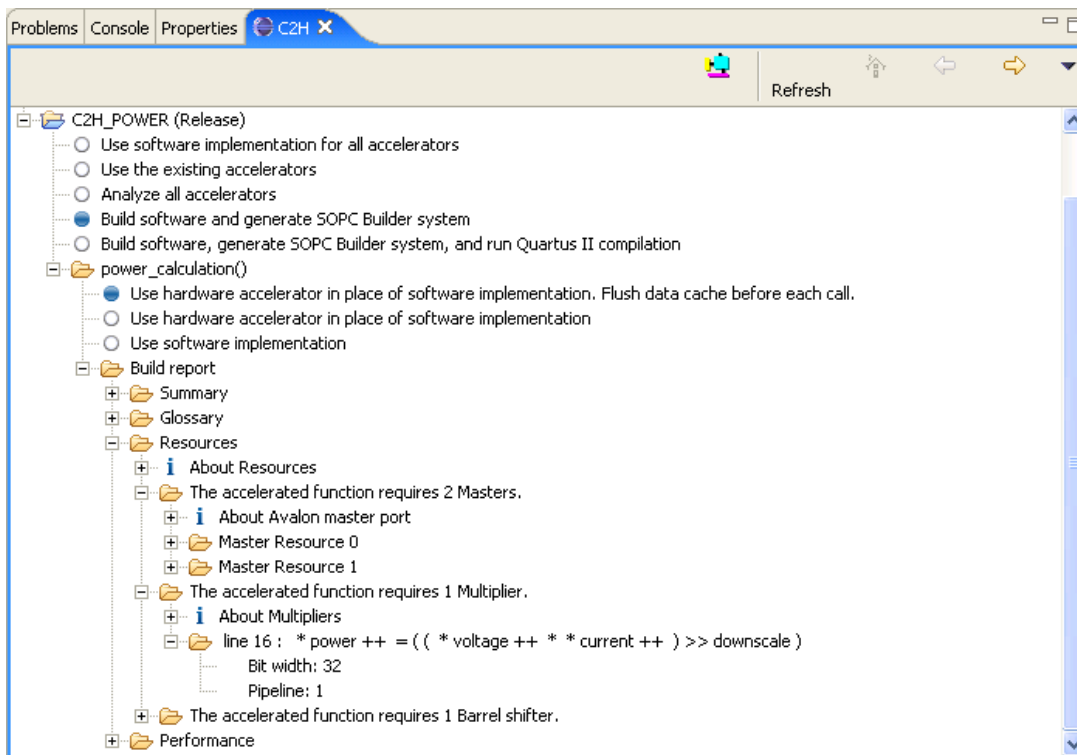 Problems Console Properties C2H
Refresh
C2H_POWER (Release)
Use software implementation for all accelerators
Use the existing accelerators
Analyze all accelerators
Build software and generate SOPC Builder system
Build software, generate SOPC Builder system, and run Quartus II compilation
power_calculation()
Use hardware accelerator in place of software implementation. Flush data cache before each call.
Use hardware accelerator in place of software implementation
Use software implementation
Build report
Summary
Glossary
Resources
About Resources
The accelerated function requires 2 Masters.
About Avalon master port
Master Resource 0
Master Resource 1
The accelerated function requires 1 Multiplier.
About Multipliers
line 16 : * power ++ = ( ( * voltage ++ * * current ++ ) >> downscale )
Bit width: 32
Pipeline: 1
The accelerated function requires 1 Barrel shifter.
Performance